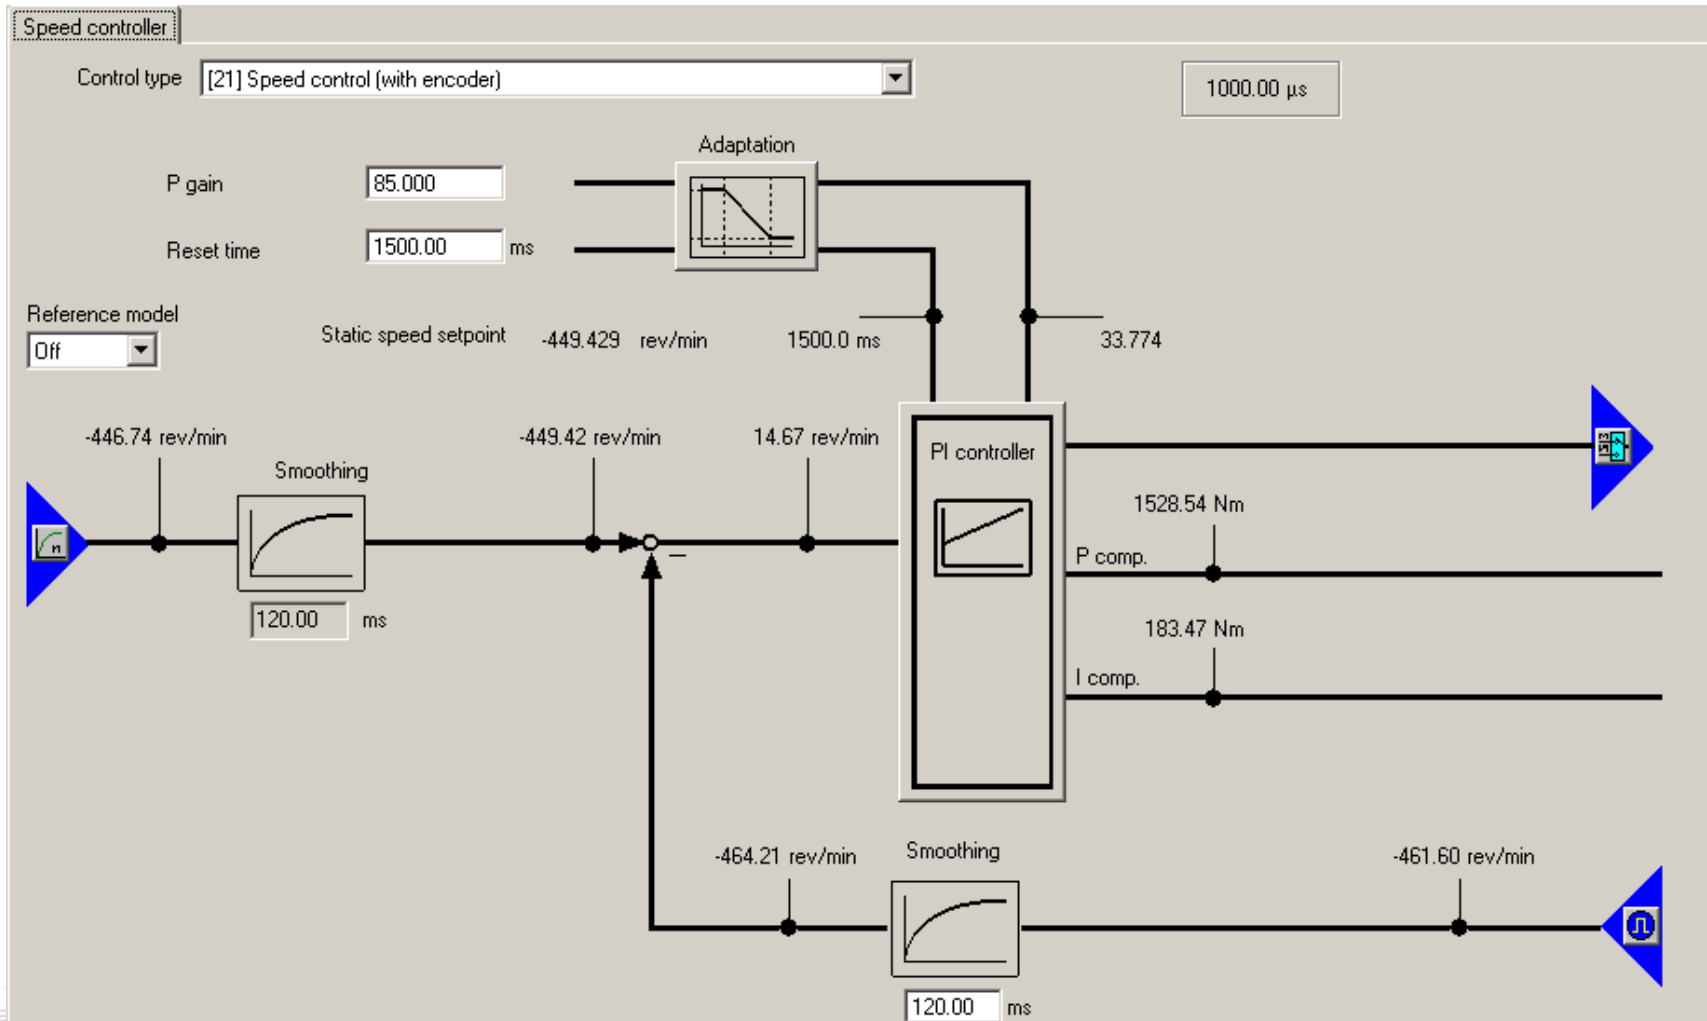 Speed controller
Control type [21] Speed control (with encoder) 1000.00 µs
Adaptation
P gain 85.000
Reset time 1500.00 ms
Reference model
Off
Static speed setpoint -449.429 rev/min 1500.0 ms 33.774
-446.74 rev/min -449.42 rev/min 14.67 rev/min
PI controller
Smoothing
1528.54 Nm
n
P comp.
120.00 ms
183.47 Nm
I comp.
-464.21 rev/min Smoothing -461.60 rev/min
120.00 ms